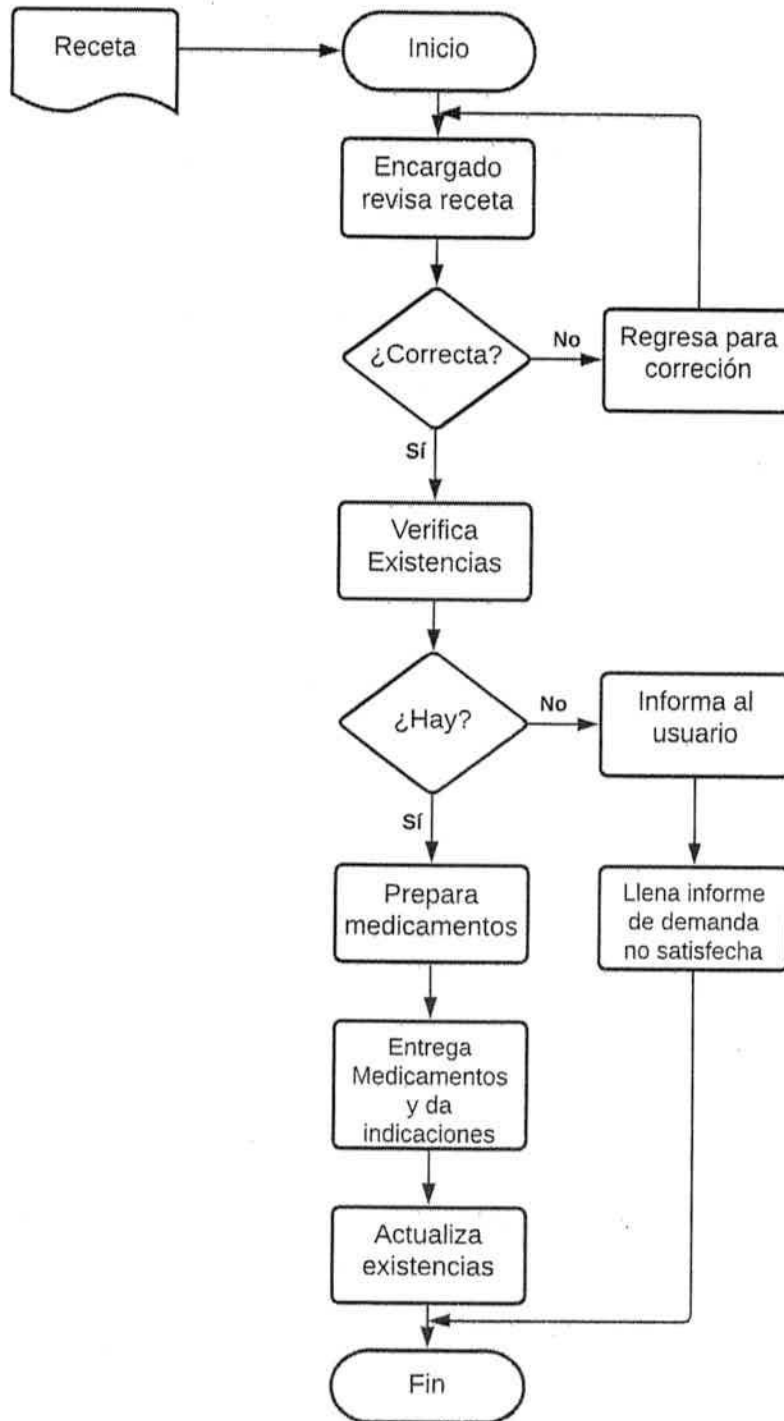 Receta
Inicio
Encargado
revisa receta
¿Correcta?
No
Regresa para
correción
Sí
Verifica
Existencias
¿Hay?
No
Informa al
usuario
Sí
Prepara
medicamentos
Llena informe
de demanda
no satisfecha
Entrega
Medicamentos
y da
indicaciones
Actualiza
existencias
Fin